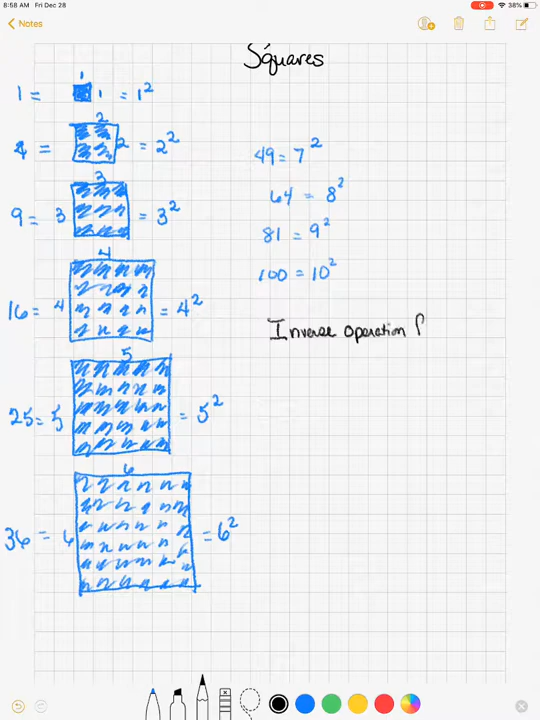 8:58 AM Fri Dec 28
38%
Notes
Squares
1
1 = 1 = 1²
2
4 = 2 = 2²
3
9 = 3 = 3²
4
16 = 4 = 4²
5
25 = 5 = 5²
6
36 = 6 = 6²
49 = 7²
64 = 8²
81 = 9²
100 = 10²
Inverse operation